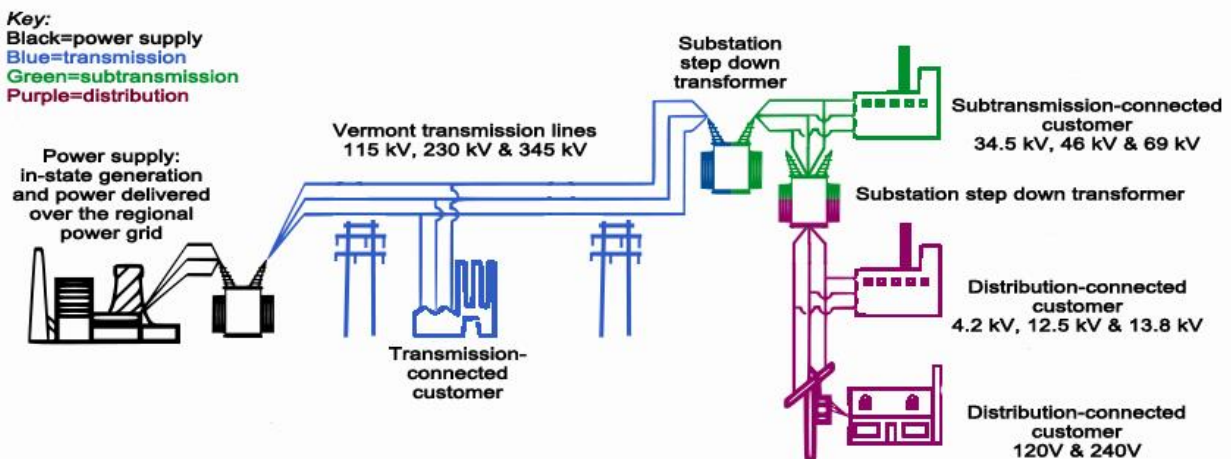 Key:
Black=power supply
Blue=transmission
Green=subtransmission
Purple=distribution
Power supply:
in-state generation
and power delivered
over the regional
power grid
Vermont transmission lines
115 kV, 230 kV & 345 kV
Transmission-
connected
customer
Substation
step down
transformer
Subtransmission-connected
customer
34.5 kV, 46 kV & 69 kV
Substation step down transformer
Distribution-connected
customer
4.2 kV, 12.5 kV & 13.8 kV
Distribution-connected
customer
120V & 240V